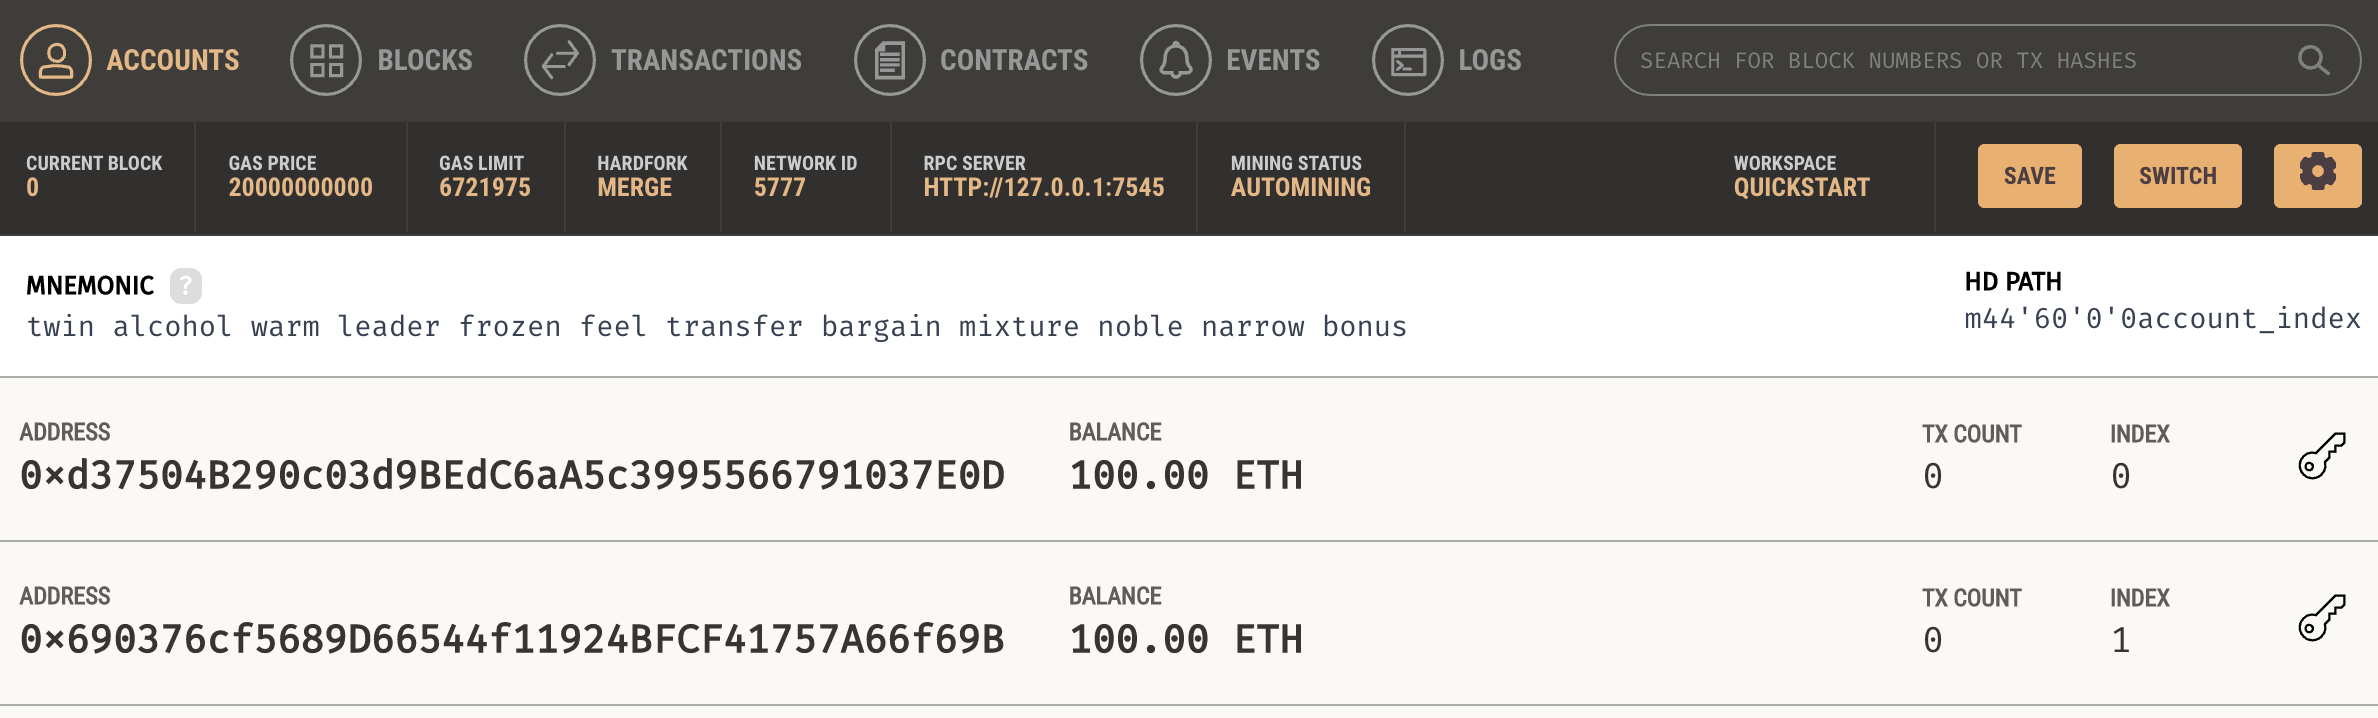 ACCOUNTS BLOCKS TRANSACTIONS CONTRACTS EVENTS LOGS SEARCH FOR BLOCK NUMBERS OR TX HASHES
CURRENT BLOCK GAS PRICE GAS LIMIT HARDFORK NETWORK ID RPC SERVER MINING STATUS WORKSPACE
0 20000000000 6721975 MERGE 5777 HTTP://127.0.0.1:7545 AUTOMINING QUICKSTART SAVE SWITCH
MNEMONIC ? HD PATH
twin alcohol warm leader frozen feel transfer bargain mixture noble narrow bonus m44'60'0'0account_index
ADDRESS BALANCE TX COUNT INDEX
0×d37504B290c03d9BEdC6aA5c3995566791037E0D 100.00 ETH 0 0
ADDRESS BALANCE TX COUNT INDEX
0×690376cf5689D66544f11924BFCF41757A66f69B 100.00 ETH 0 1